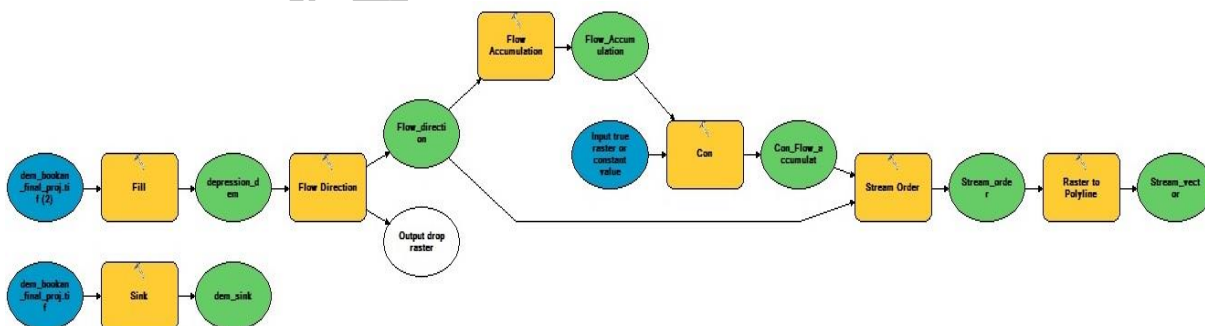 Flow
Accumulation
Flow_Accum
ulation
Flow_directi
on
Input true
raster or
constant
value
Con
Con_Flow_a
ccumulat
dem_bookan
_final_proj.ti
f (2)
Fill
depression_d
em
Flow Direction
Stream Order
Stream_orde
r
Raster to
Polyline
Stream_vect
or
Output drop
raster
dem_bookan
_final_proj.ti
f
Sink
dem_sink